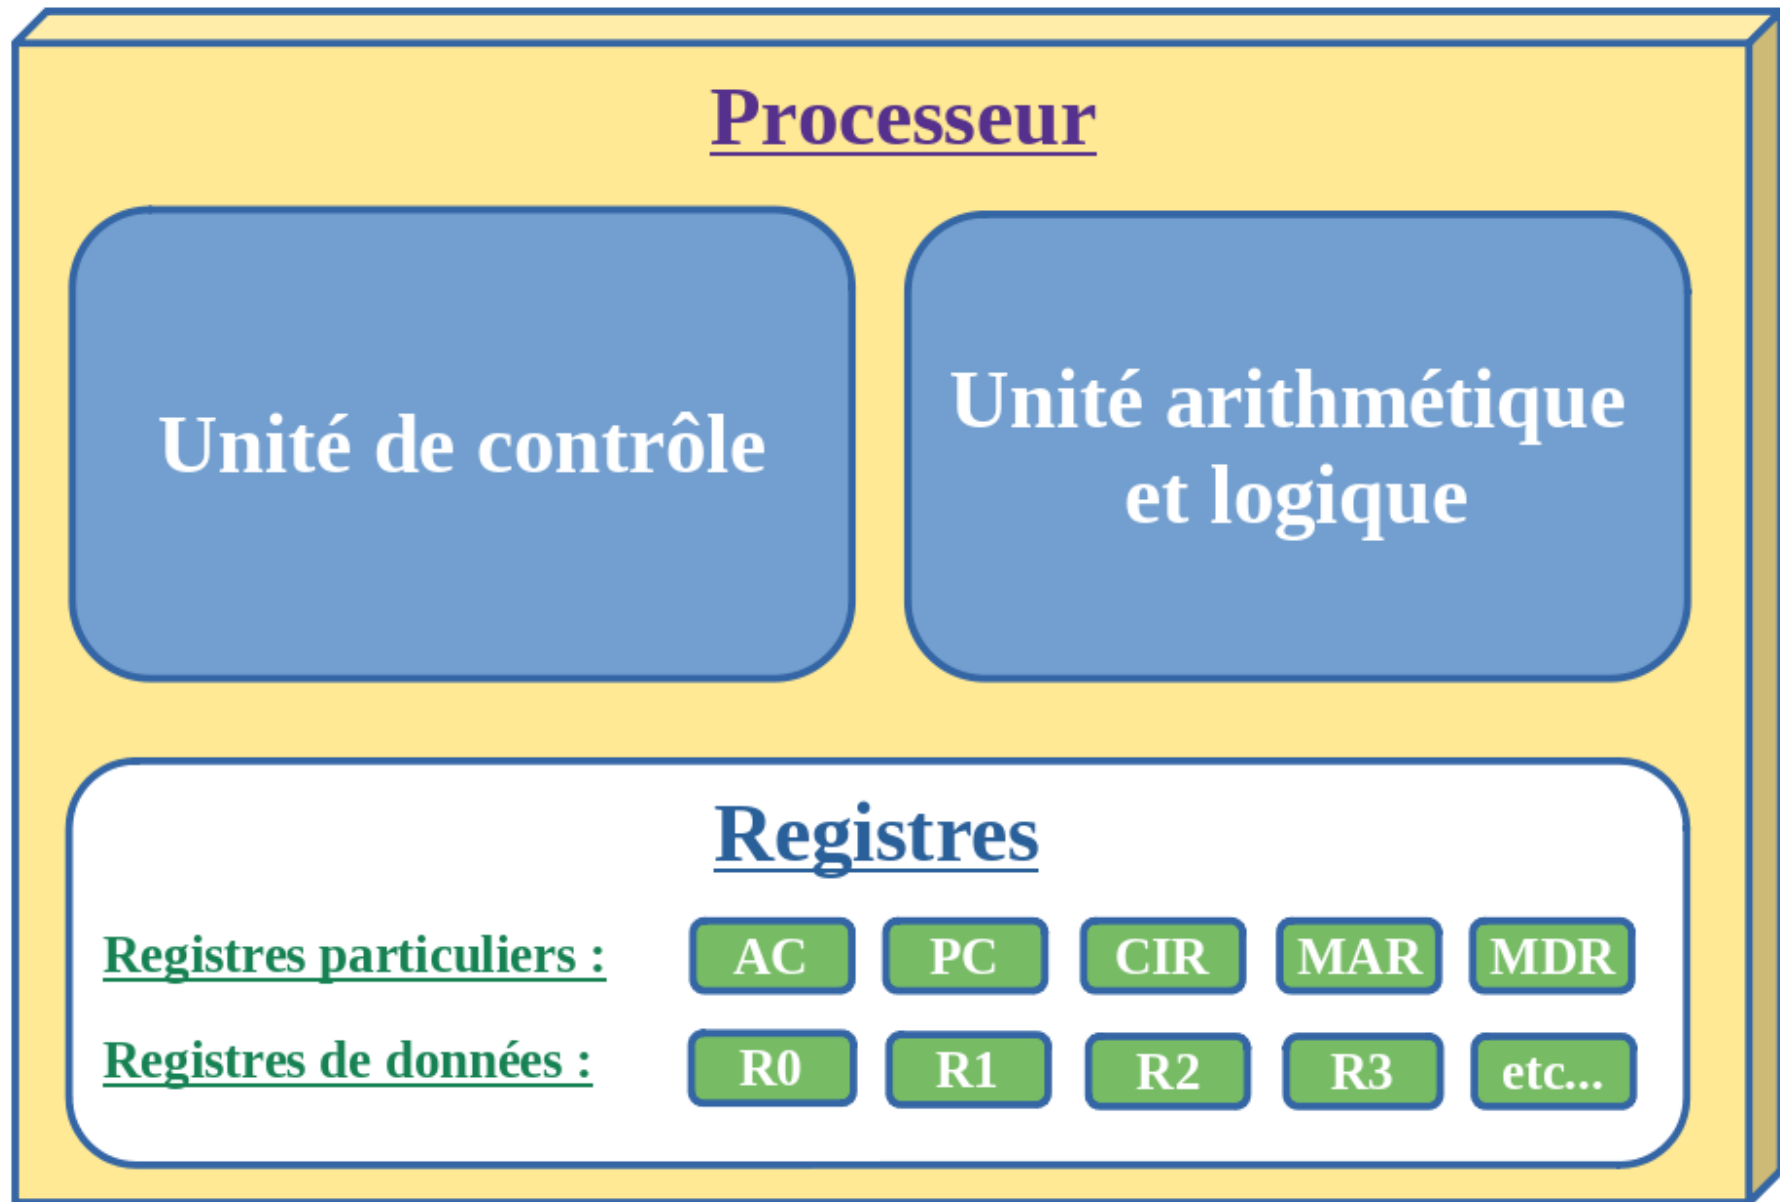 Processeur
Unité de contrôle
Unité arithmétique
et logique
Registres
Registres particuliers : AC PC CIR MAR MDR
Registres de données : R0 R1 R2 R3 etc...